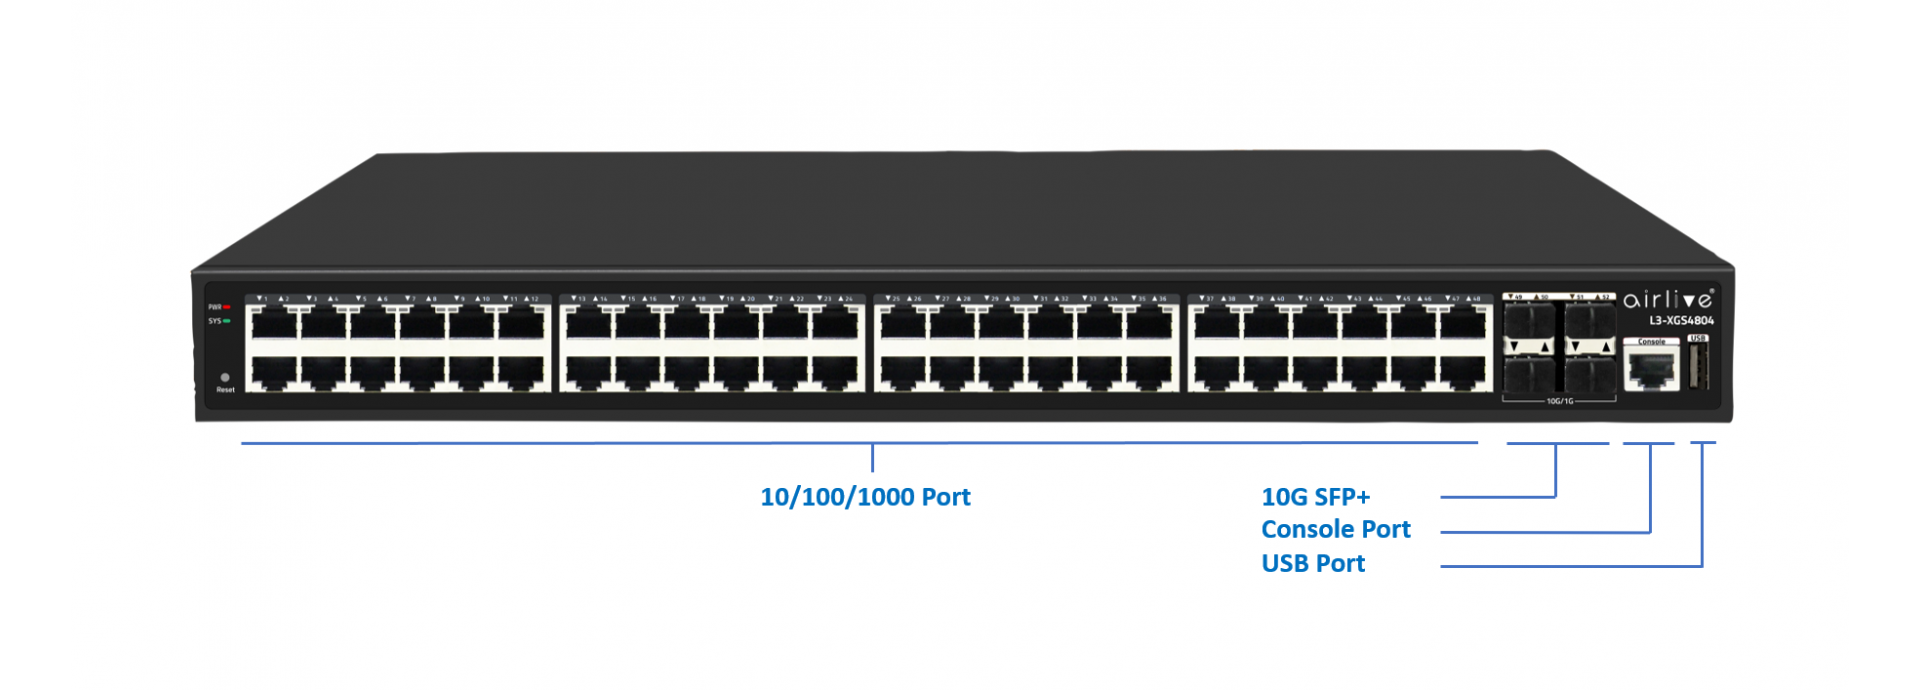 PWR
SYS
Reset
▼1 ▲2 ▼3 ▲4 ▼5 ▲6 ▼7 ▲8 ▼9 ▲10 ▼11 ▲12
▼13 ▲14 ▼15 ▲16 ▼17 ▲18 ▼19 ▲20 ▼21 ▲22 ▼23 ▲24
▼25 ▲26 ▼27 ▲28 ▼29 ▲30 ▼31 ▲32 ▼33 ▲34 ▼35 ▲36
▼37 ▲38 ▼39 ▲40 ▼41 ▲42 ▼43 ▲44 ▼45 ▲46 ▼47 ▲48
▼49 ▲50 ▼51 ▲52
▼ ▲ ▼ ▲
10G/1G
airlive®
L3-XGS4804
Console
USB
10/100/1000 Port
10G SFP+
Console Port
USB Port